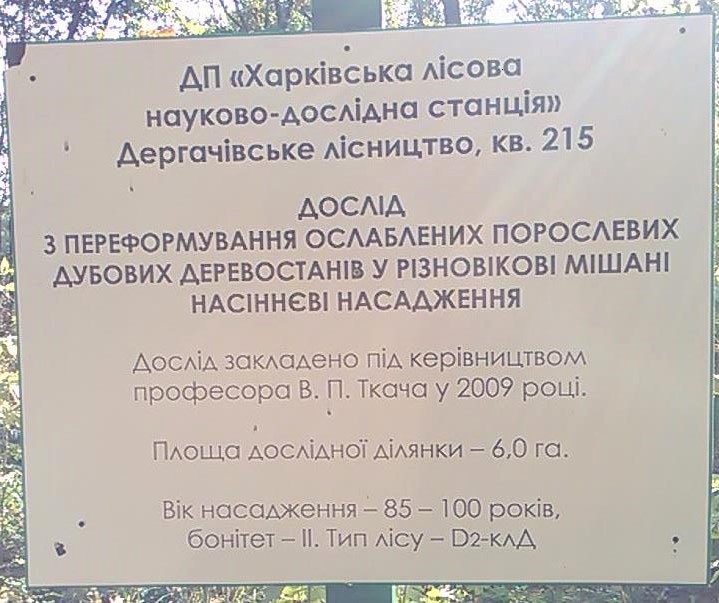 ДП «Харківська лісова
науково-дослідна станція»
Дергачівське лісництво, кв. 215
ДОСЛІД
З ПЕРЕФОРМУВАННЯ ОСЛАБЛЕНИХ ПОРОСЛЕВИХ
ДУБОВИХ ДЕРЕВОСТАНІВ У РІЗНОВІКОВІ МІШАНІ
НАСІННЄВІ НАСАДЖЕННЯ
Дослід закладено під керівництвом
професора В. П. Ткача у 2009 році.
Площа дослідної ділянки – 6,0 га.
Вік насадження – 85 – 100 років,
бонітет – II. Тип лісу – D2-клД